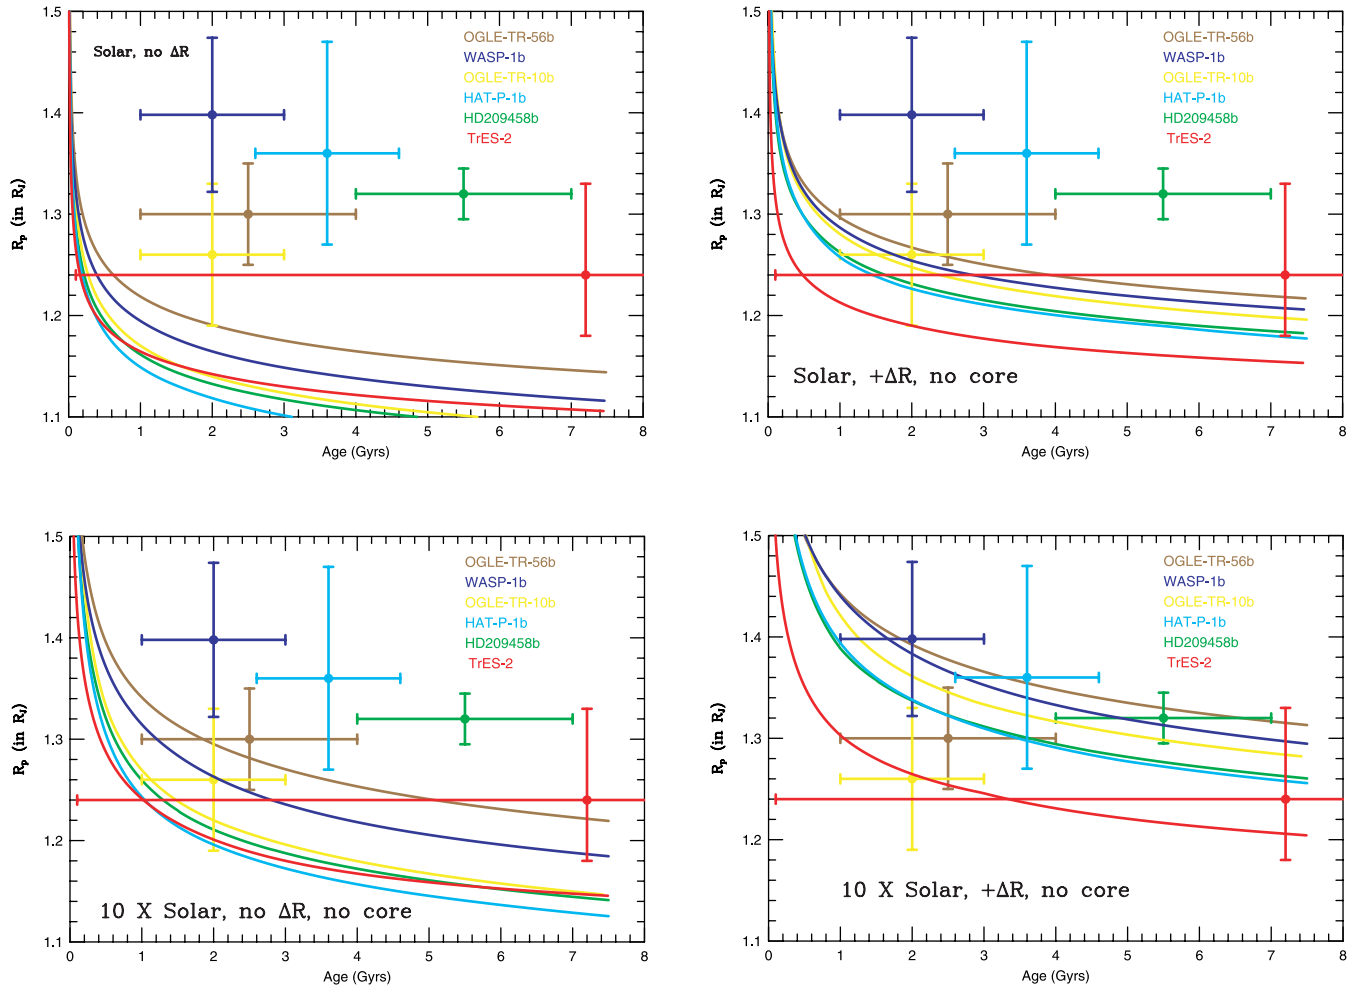 1.5
1.4
1.3
1.2
1.1
R_p (in R_J)
Solar, no ΔR
OGLE-TR-56b
WASP-1b
OGLE-TR-10b
HAT-P-1b
HD209458b
TrES-2
0 1 2 3 4 5 6 7 8
Age (Gyrs)
1.5
1.4
1.3
1.2
1.1
R_p (in R_J)
OGLE-TR-56b
WASP-1b
OGLE-TR-10b
HAT-P-1b
HD209458b
TrES-2
Solar, +ΔR, no core
0 1 2 3 4 5 6 7 8
Age (Gyrs)
1.5
1.4
1.3
1.2
1.1
R_p (in R_J)
OGLE-TR-56b
WASP-1b
OGLE-TR-10b
HAT-P-1b
HD209458b
TrES-2
10 X Solar, no ΔR, no core
0 1 2 3 4 5 6 7 8
Age (Gyrs)
1.5
1.4
1.3
1.2
1.1
R_p (in R_J)
OGLE-TR-56b
WASP-1b
OGLE-TR-10b
HAT-P-1b
HD209458b
TrES-2
10 X Solar, +ΔR, no core
0 1 2 3 4 5 6 7 8
Age (Gyrs)